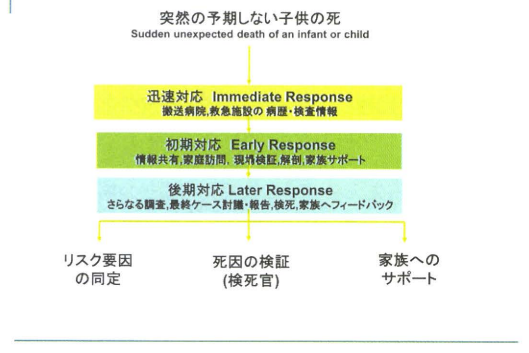 突然の予期しない子供の死
Sudden unexpected death of an infant or child
迅速対応 Immediate Response
搬送病院,救急施設の 病歴・検査情報
初期対応 Early Response
情報共有,家庭訪問, 現場検証,解剖,家族サポート
後期対応 Later Response
さらなる調査,最終ケース討議・報告,検死,家族へフィードバック
リスク要因
の同定
死因の検証
(検死官)
家族への
サポート